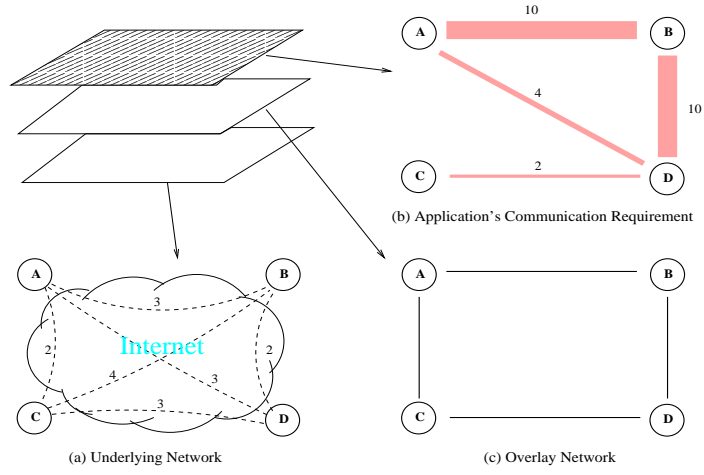 10
A
B
4
10
C
2
D
(b) Application's Communication Requirement
A
B
3
Internet
2
2
4
3
3
C
D
(a) Underlying Network
A
B
C
D
(c) Overlay Network